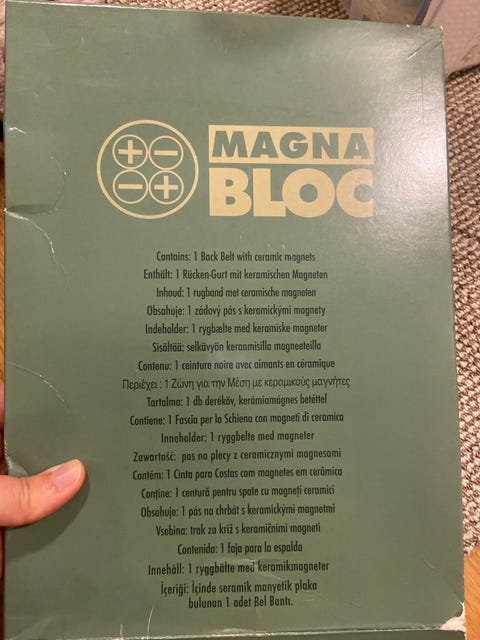 MAGNA
BLOC
Contains: 1 Back Belt with ceramic magnets
Enthält: 1 Rücken-Gurt mit keramischen Magneten
Inhoud: 1 rugband met ceramische magneten
Obsahuje: 1 zádový pás s keramickými magnety
Indeholder: 1 rygbælte med keramiske magneter
Sisältää: selkävyön keraamisilla magneeteilla
Contenu: 1 ceinture noire avec aimants en céramique
Περιέχει : 1 Ζώνη για την Μέση με κεραμικούς μαγνήτες
Tartalma: 1 db deréköv, kerámiamágnes betéttel
Contiene: 1 Fascia per la Schiena con magneti di ceramica
Inneholder: 1 ryggbelte med magneter
Zawartość: pas na plecy z ceramicznymi magnesami
Contém: 1 Cinta para Costas com magnetes em cerâmica
Conţine: 1 centură pentru spate cu magneţi ceramici
Obsahuje: 1 pás na chrbát s keramickými magnetmi
Vsebina: trak za križ s keramičnimi magneti
Contenido: 1 faja para la espalda
Innehåll: 1 ryggbälte med keramikmagneter
İçeriği: İçinde seramik manyetik plaka
bulunan 1 adet Bel Bantı.